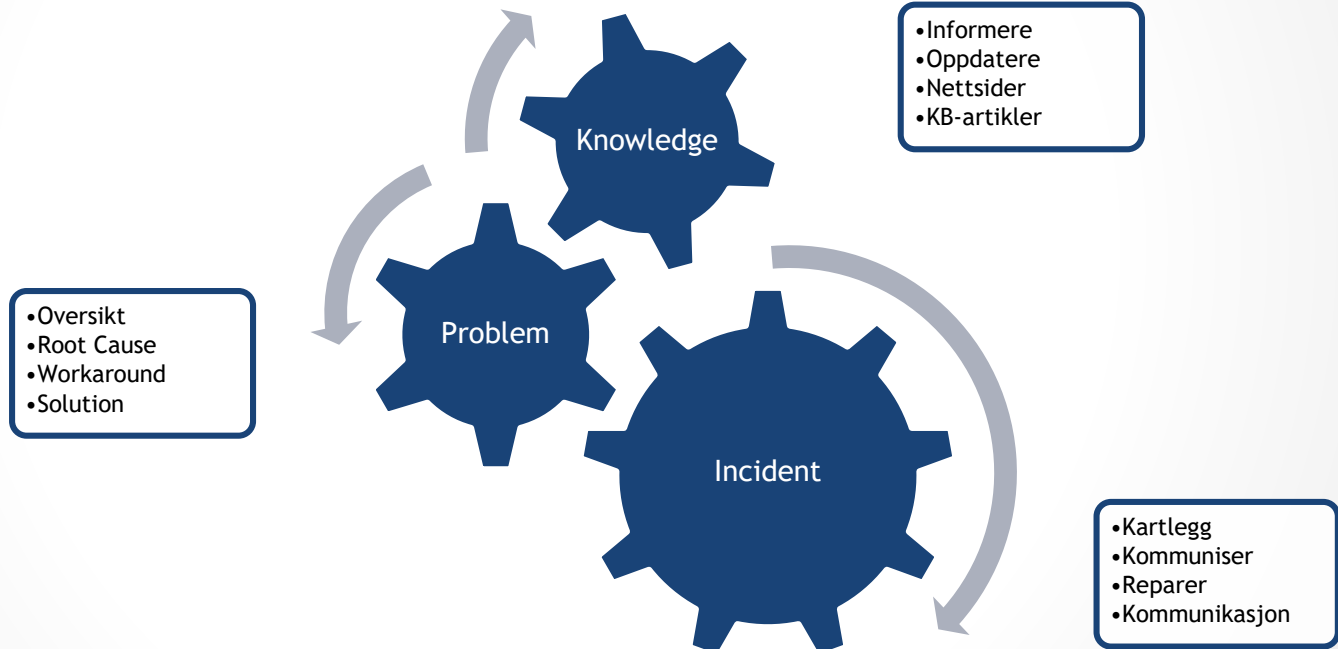 •Informere
•Oppdatere
•Nettsider
•KB-artikler
Knowledge
•Oversikt
•Root Cause
•Workaround
•Solution
Problem
Incident
•Kartlegg
•Kommuniser
•Reparer
•Kommunikasjon